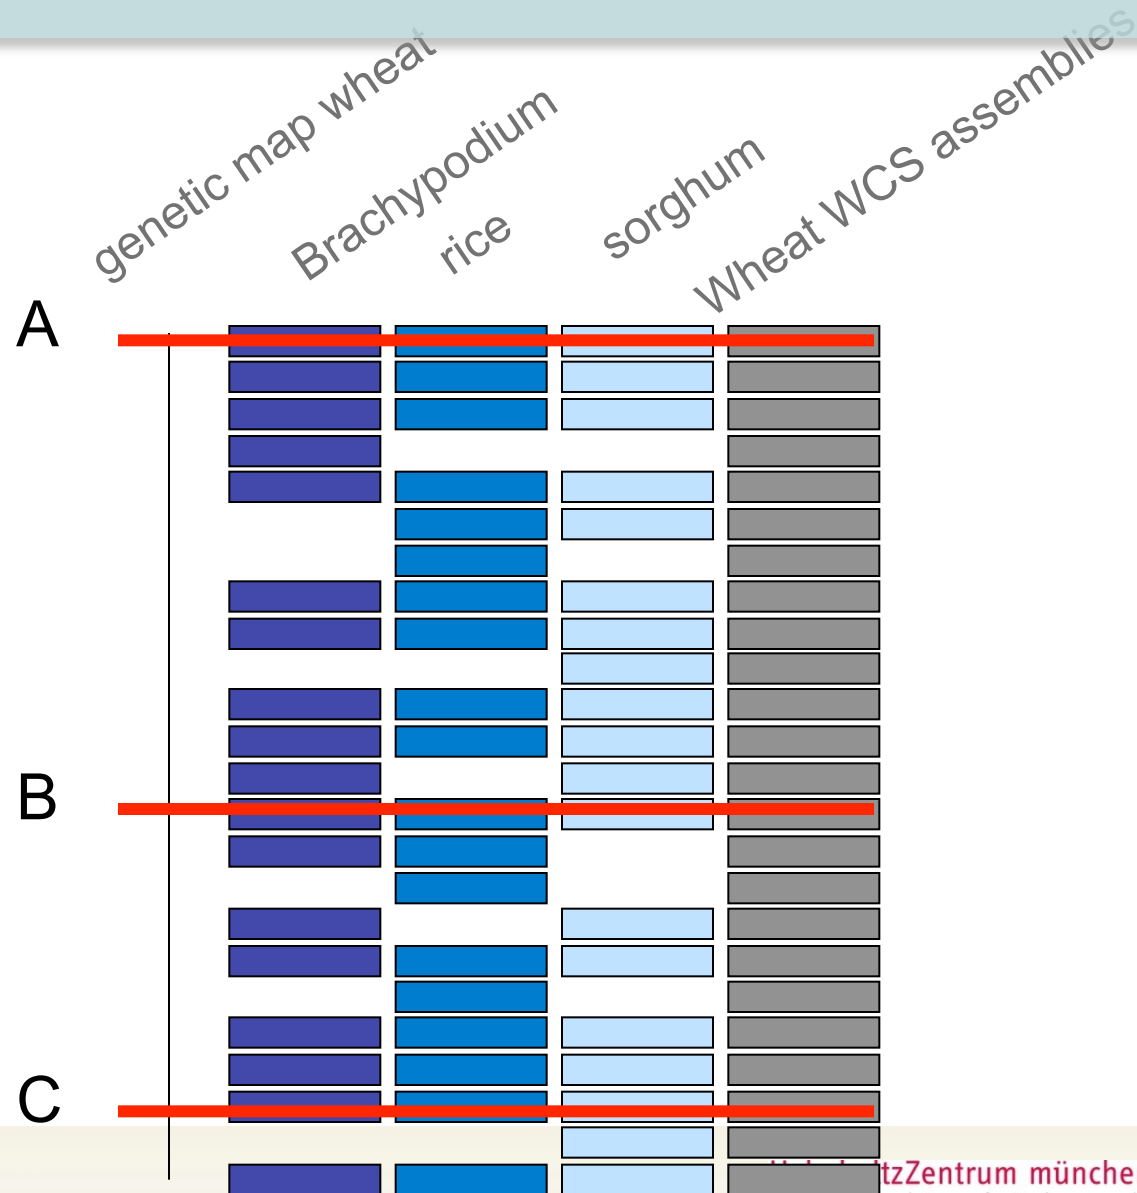 genetic map wheat
Brachypodium
rice
sorghum
Wheat WCS assemblies
A
B
C
tzZentrum münche